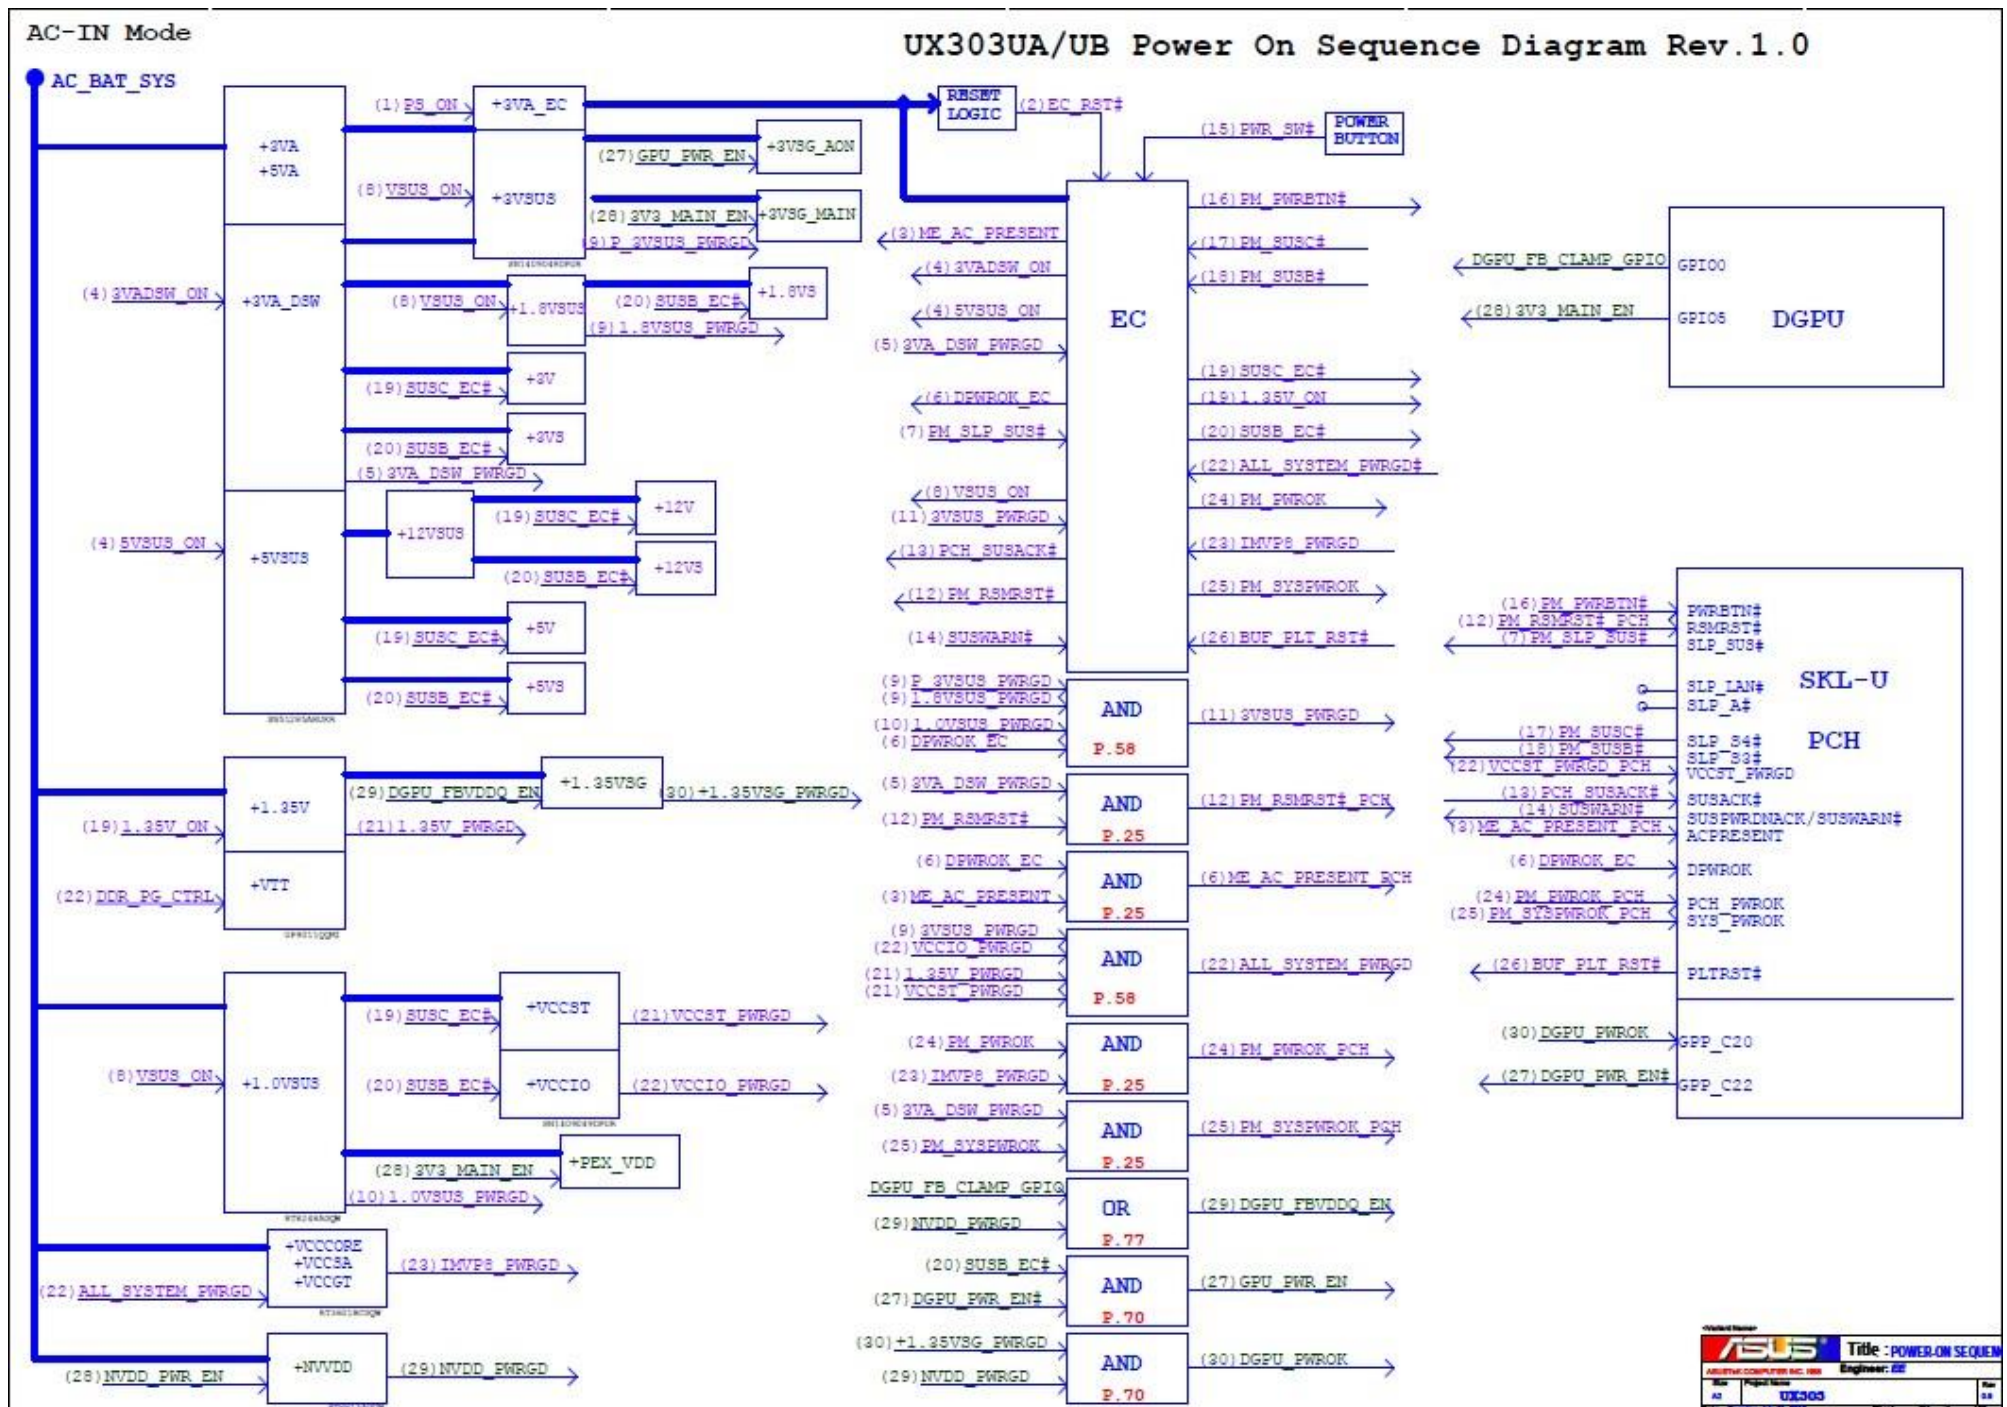 AC-IN Mode
UX303UA/UB Power On Sequence Diagram Rev.1.0
AC_BAT_SYS
+3VA
+5VA
(1)PS_ON
+3VA_EC
(8)VSUS_ON
+3VSUS
(27)GPU_PWR_EN
+3VSG_AON
(28)3V3_MAIN_EN
+3VSG_MAIN
(9)P_3VSUS_PWRGD
(4)3VADSW_ON
+3VA_DSW
(8)VSUS_ON
+1.8VSUS
(20)SUSB_EC#
+1.8VS
(9)1.8VSUS_PWRGD
(19)SUSC_EC#
+3V
(20)SUSB_EC#
+3VS
(5)3VA_DSW_PWRGD
(4)5VSUS_ON
+5VSUS
+12VSUS
(19)SUSC_EC#
+12V
(20)SUSB_EC#
+12VS
(19)SUSC_EC#
+5V
(20)SUSB_EC#
+5VS
(19)1.35V_ON
+1.35V
(29)DGPU_FBVDDQ_EN
+1.35VSG
(30)+1.35VSG_PWRGD
(21)1.35V_PWRGD
(22)DDR_PG_CTRL
+VTT
(8)VSUS_ON
+1.0VSUS
(19)SUSC_EC#
+VCCST
(21)VCCST_PWRGD
(20)SUSB_EC#
+VCCIO
(22)VCCIO_PWRGD
(28)3V3_MAIN_EN
+PEX_VDD
(10)1.0VSUS_PWRGD
+VCCCORE
+VCCSA
+VCCGT
(22)ALL_SYSTEM_PWRGD
(23)IMVP8_PWRGD
(28)NVDD_PWR_EN
+NVVDD
(29)NVDD_PWRGD
RESET
LOGIC
(2)EC_RST#
(15)PWR_SW#
POWER
BUTTON
EC
(3)ME_AC_PRESENT
(4)3VADSW_ON
(4)5VSUS_ON
(5)3VA_DSW_PWRGD
(6)DPWROK_EC
(7)PM_SLP_SUS#
(8)VSUS_ON
(11)3VSUS_PWRGD
(13)PCH_SUSACK#
(12)PM_RSMRST#
(14)SUSWARN#
(16)PM_PWRBTN#
(17)PM_SUSC#
(18)PM_SUSB#
(19)SUSC_EC#
(19)1.35V_ON
(20)SUSB_EC#
(22)ALL_SYSTEM_PWRGD#
(24)PM_PWROK
(23)IMVP8_PWRGD
(25)PM_SYSPWROK
(26)BUF_PLT_RST#
(9)P_3VSUS_PWRGD
(9)1.8VSUS_PWRGD
(10)1.0VSUS_PWRGD
(6)DPWROK_EC
AND
P.58
(11)3VSUS_PWRGD
(5)3VA_DSW_PWRGD
(12)PM_RSMRST#
AND
P.25
(12)PM_RSMRST#_PCH
(6)DPWROK_EC
(3)ME_AC_PRESENT
AND
P.25
(6)ME_AC_PRESENT_PCH
(9)3VSUS_PWRGD
(22)VCCIO_PWRGD
(21)1.35V_PWRGD
(21)VCCST_PWRGD
AND
P.58
(22)ALL_SYSTEM_PWRGD
(24)PM_PWROK
(23)IMVP8_PWRGD
AND
P.25
(24)PM_PWROK_PCH
(5)3VA_DSW_PWRGD
(25)PM_SYSPWROK
AND
P.25
(25)PM_SYSPWROK_PCH
DGPU_FB_CLAMP_GPIO
(29)NVDD_PWRGD
OR
P.77
(29)DGPU_FBVDDQ_EN
(20)SUSB_EC#
(27)DGPU_PWR_EN#
AND
P.70
(27)GPU_PWR_EN
(30)+1.35VSG_PWRGD
(29)NVDD_PWRGD
AND
P.70
(30)DGPU_PWROK
DGPU_FB_CLAMP_GPIO
GPIO0
(28)3V3_MAIN_EN
GPIO5
DGPU
SKL-U
PCH
(16)PM_PWRBTN#
PWRBTN#
(12)PM_RSMRST#_PCH
RSMRST#
(7)PM_SLP_SUS#
SLP_SUS#
SLP_LAN#
SLP_A#
(17)PM_SUSC#
SLP_S4#
(18)PM_SUSB#
SLP_S3#
(22)VCCST_PWRGD_PCH
VCCST_PWRGD
(13)PCH_SUSACK#
SUSACK#
(14)SUSWARN#
SUSPWRDNACK/SUSWARN#
(3)ME_AC_PRESENT_PCH
ACPRESENT
(6)DPWROK_EC
DPWROK
(24)PM_PWROK_PCH
PCH_PWROK
(25)PM_SYSPWROK_PCH
SYS_PWROK
(26)BUF_PLT_RST#
PLTRST#
(30)DGPU_PWROK
GPP_C20
(27)DGPU_PWR_EN#
GPP_C22
ASUS
Title : POWER-ON SEQUEN
ASUSTeK COMPUTER INC.
Engineer: EE
Size
Project Name
Rev
A2
UX303